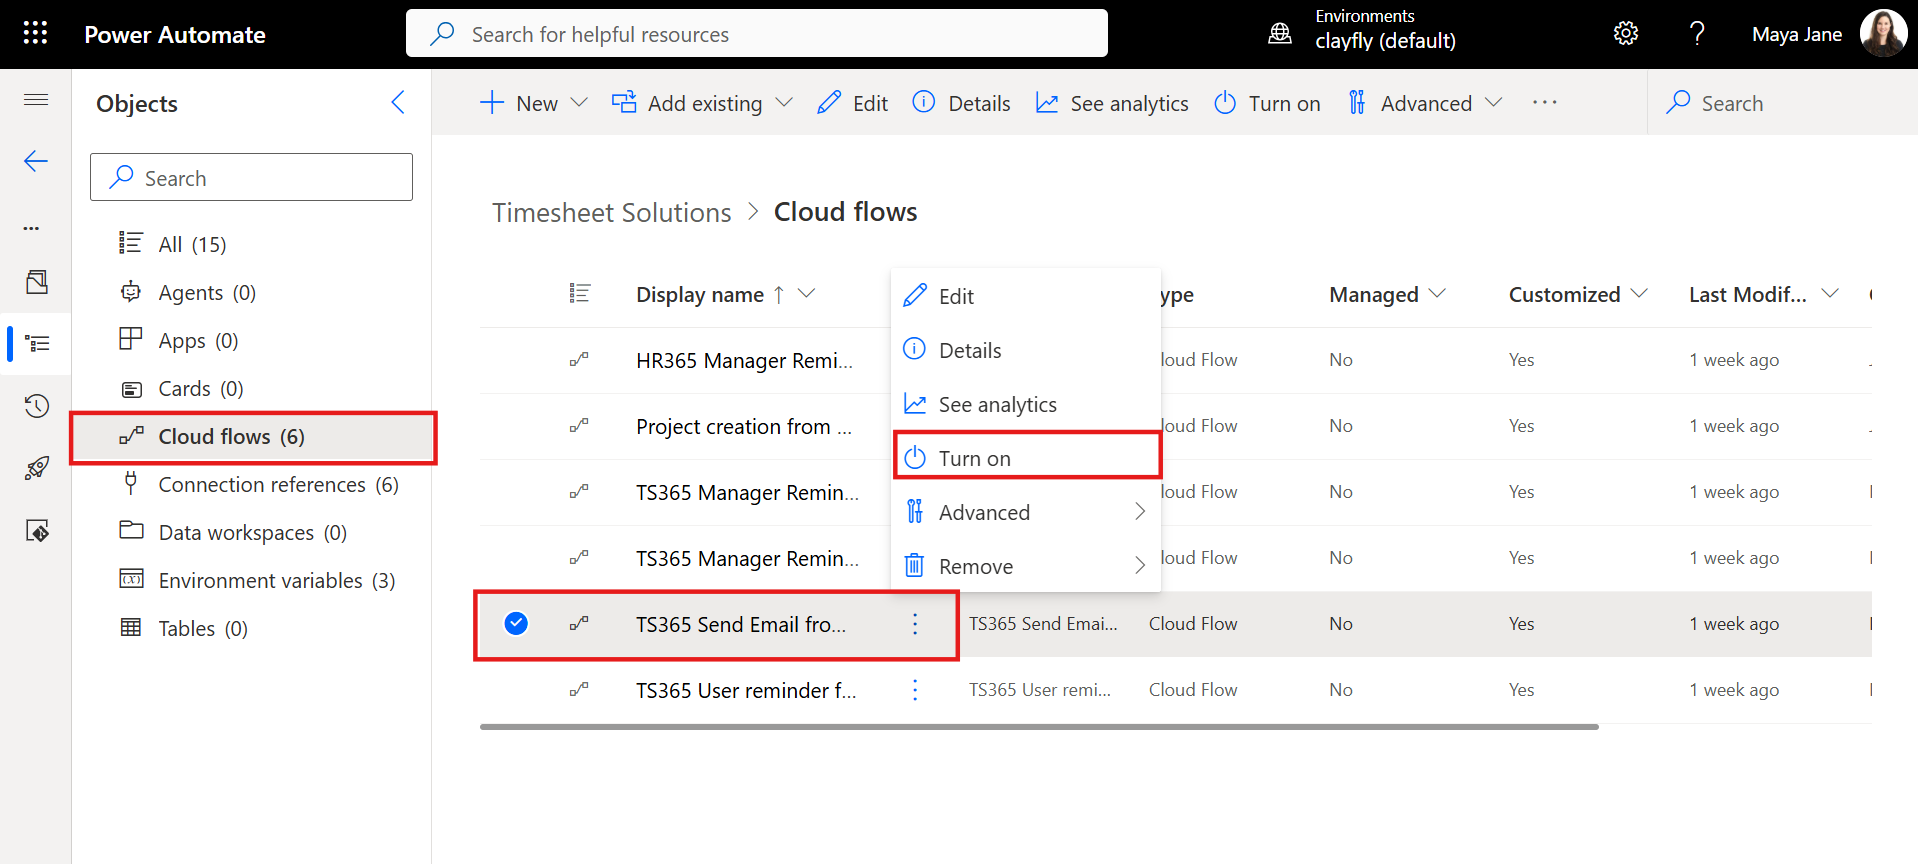 Power Automate
Search for helpful resources
Environments
clayfly (default)
Maya Jane
Objects
Search
All (15)
Agents (0)
Apps (0)
Cards (0)
Cloud flows (6)
Connection references (6)
Data workspaces (0)
Environment variables (3)
Tables (0)
New
Add existing
Edit
Details
See analytics
Turn on
Advanced
Search
Timesheet Solutions > Cloud flows
Display name ype Managed Customized Last Modif...
HR365 Manager Remi... loud Flow No Yes 1 week ago
Project creation from ... loud Flow No Yes 1 week ago
TS365 Manager Remin... loud Flow No Yes 1 week ago
TS365 Manager Remin... loud Flow No Yes 1 week ago
TS365 Send Email fro... TS365 Send Emai... Cloud Flow No Yes 1 week ago
TS365 User reminder f... TS365 User remi... Cloud Flow No Yes 1 week ago
Edit
Details
See analytics
Turn on
Advanced
Remove